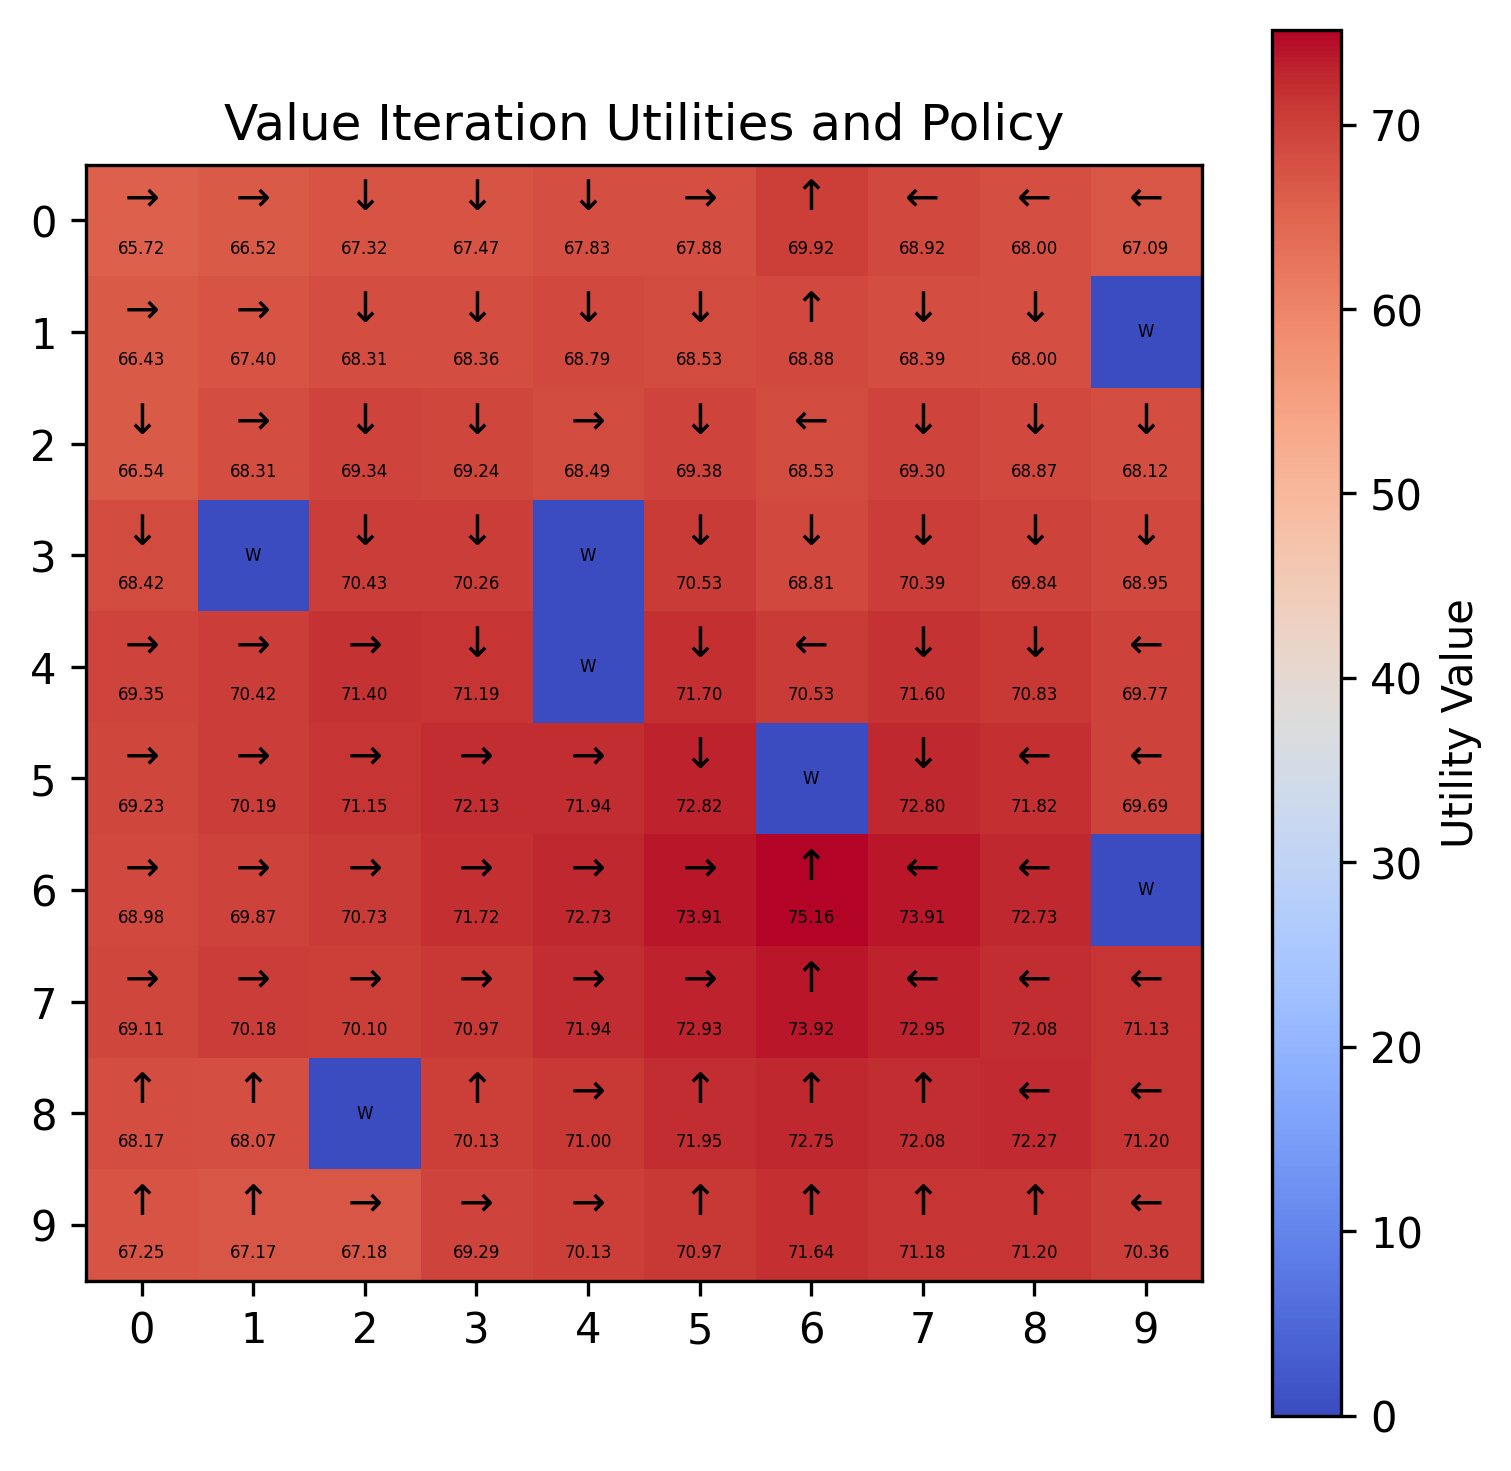 Value Iteration Utilities and Policy
0 → → ↓ ↓ ↓ → ↑ ← ← ←
65.72 66.52 67.32 67.47 67.83 67.88 69.92 68.92 68.00 67.09
1 → → ↓ ↓ ↓ ↓ ↑ ↓ ↓ W
66.43 67.40 68.31 68.36 68.79 68.53 68.88 68.39 68.00
2 ↓ → ↓ ↓ → ↓ ← ↓ ↓ ↓
66.54 68.31 69.34 69.24 68.49 69.38 68.53 69.30 68.87 68.12
3 ↓ W ↓ ↓ W ↓ ↓ ↓ ↓ ↓
68.42 70.43 70.26 70.53 68.81 70.39 69.84 68.95
4 → → → ↓ W ↓ ← ↓ ↓ ←
69.35 70.42 71.40 71.19 71.70 70.53 71.60 70.83 69.77
5 → → → → → ↓ W ↓ ← ←
69.23 70.19 71.15 72.13 71.94 72.82 72.80 71.82 69.69
6 → → → → → → ↑ ← ← W
68.98 69.87 70.73 71.72 72.73 73.91 75.16 73.91 72.73
7 → → → → → → ↑ ← ← ←
69.11 70.18 70.10 70.97 71.94 72.93 73.92 72.95 72.08 71.13
8 ↑ ↑ W ↑ → ↑ ↑ ↑ ← ←
68.17 68.07 70.13 71.00 71.95 72.75 72.08 72.27 71.20
9 ↑ ↑ → → → ↑ ↑ ↑ ↑ ←
67.25 67.17 67.18 69.29 70.13 70.97 71.64 71.18 71.20 70.36
0 1 2 3 4 5 6 7 8 9
70
60
50
40
30
20
10
0
Utility Value